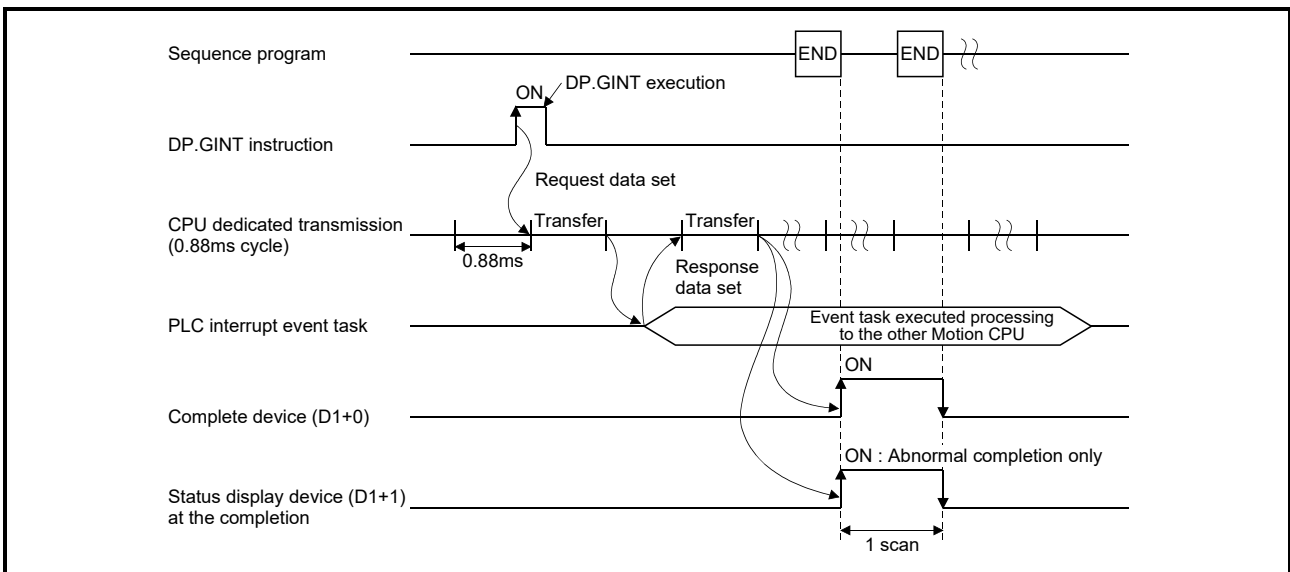 Sequence program
END
END
ON
DP.GINT execution
DP.GINT instruction
Request data set
CPU dedicated transmission
(0.88ms cycle)
Transfer
Transfer
0.88ms
Response
data set
PLC interrupt event task
Event task executed processing
to the other Motion CPU
ON
Complete device (D1+0)
ON : Abnormal completion only
Status display device (D1+1)
at the completion
1 scan